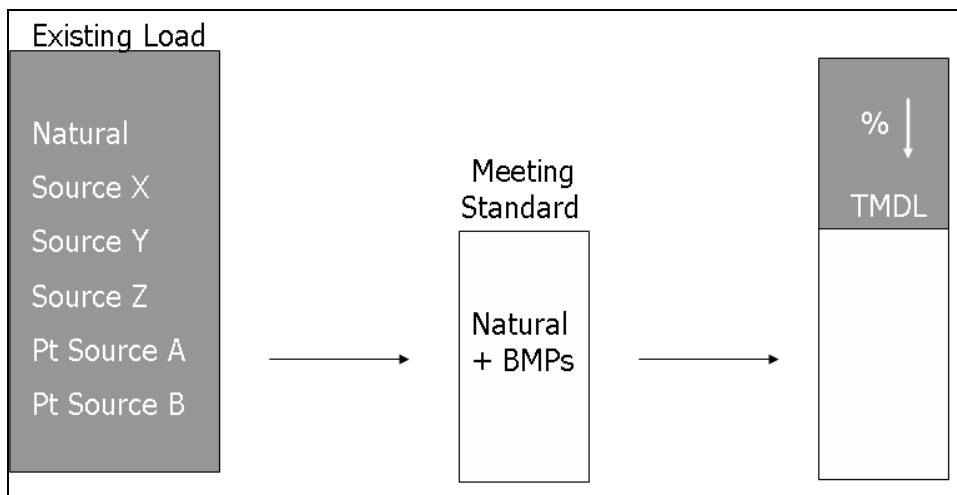 Existing Load
Natural
Source X
Source Y
Source Z
Pt Source A
Pt Source B
Meeting
Standard
Natural
+ BMPs
%
TMDL